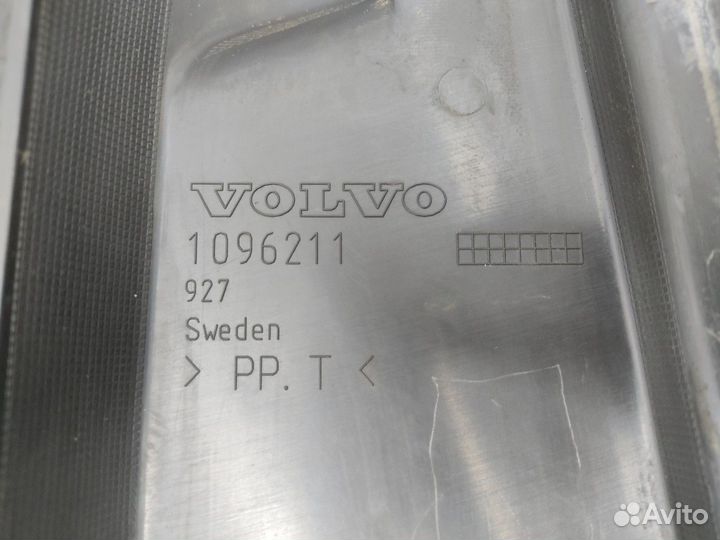 VOLVO
1096211
927
Sweden
> PP. T <
Avito